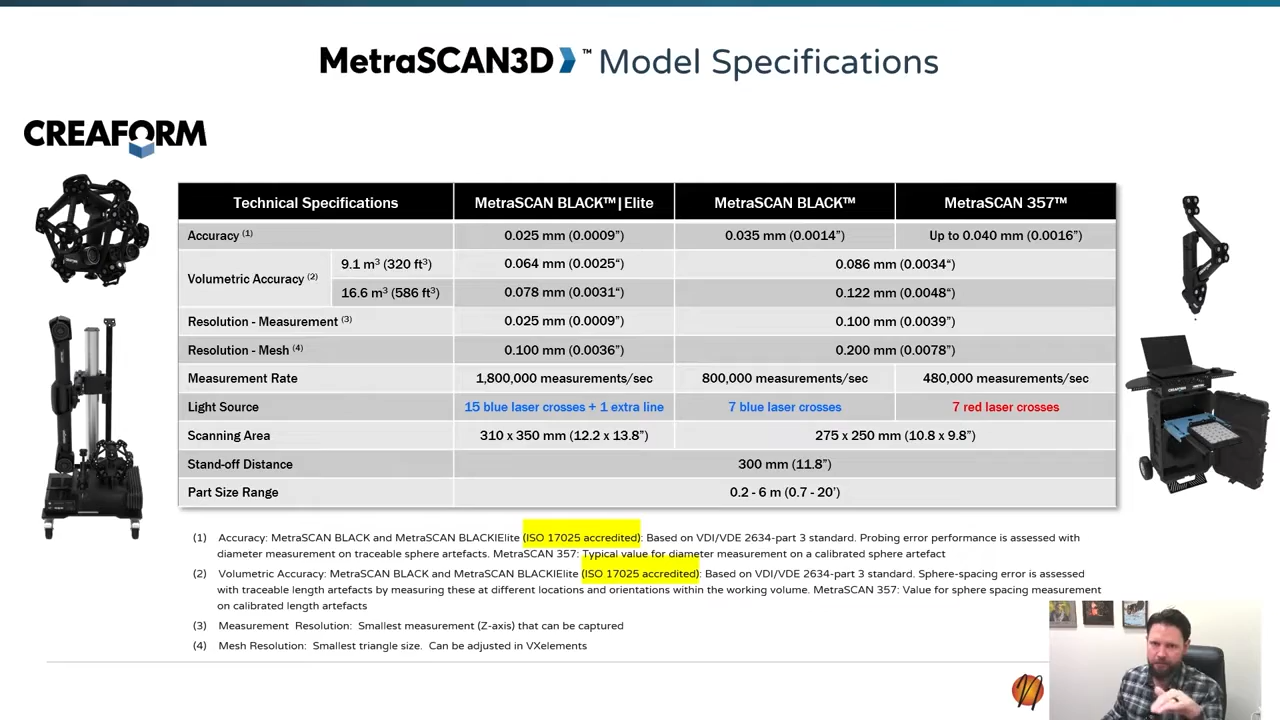 MetraSCAN3D™ Model Specifications
CREAFORM
Technical Specifications MetraSCAN BLACK™|Elite MetraSCAN BLACK™ MetraSCAN 357™
Accuracy (1) 0.025 mm (0.0009”) 0.035 mm (0.0014”) Up to 0.040 mm (0.0016”)
Volumetric Accuracy (2) 9.1 m³ (320 ft³) 0.064 mm (0.0025“) 0.086 mm (0.0034“)
16.6 m³ (586 ft³) 0.078 mm (0.0031“) 0.122 mm (0.0048“)
Resolution - Measurement (3) 0.025 mm (0.0009”) 0.100 mm (0.0039”)
Resolution - Mesh (4) 0.100 mm (0.0036”) 0.200 mm (0.0078”)
Measurement Rate 1,800,000 measurements/sec 800,000 measurements/sec 480,000 measurements/sec
Light Source 15 blue laser crosses + 1 extra line 7 blue laser crosses 7 red laser crosses
Scanning Area 310 x 350 mm (12.2 x 13.8”) 275 x 250 mm (10.8 x 9.8”)
Stand-off Distance 300 mm (11.8”)
Part Size Range 0.2 - 6 m (0.7 - 20’)
(1) Accuracy: MetraSCAN BLACK and MetraSCAN BLACK|Elite (ISO 17025 accredited): Based on VDI/VDE 2634-part 3 standard. Probing error performance is assessed with
diameter measurement on traceable sphere artefacts. MetraSCAN 357: Typical value for diameter measurement on a calibrated sphere artefact
(2) Volumetric Accuracy: MetraSCAN BLACK and MetraSCAN BLACK|Elite (ISO 17025 accredited): Based on VDI/VDE 2634-part 3 standard. Sphere-spacing error is assessed
with traceable length artefacts by measuring these at different locations and orientations within the working volume. MetraSCAN 357: Value for sphere spacing measurement
on calibrated length artefacts
(3) Measurement Resolution: Smallest measurement (Z-axis) that can be captured
(4) Mesh Resolution: Smallest triangle size. Can be adjusted in VXelements
CREAFORM